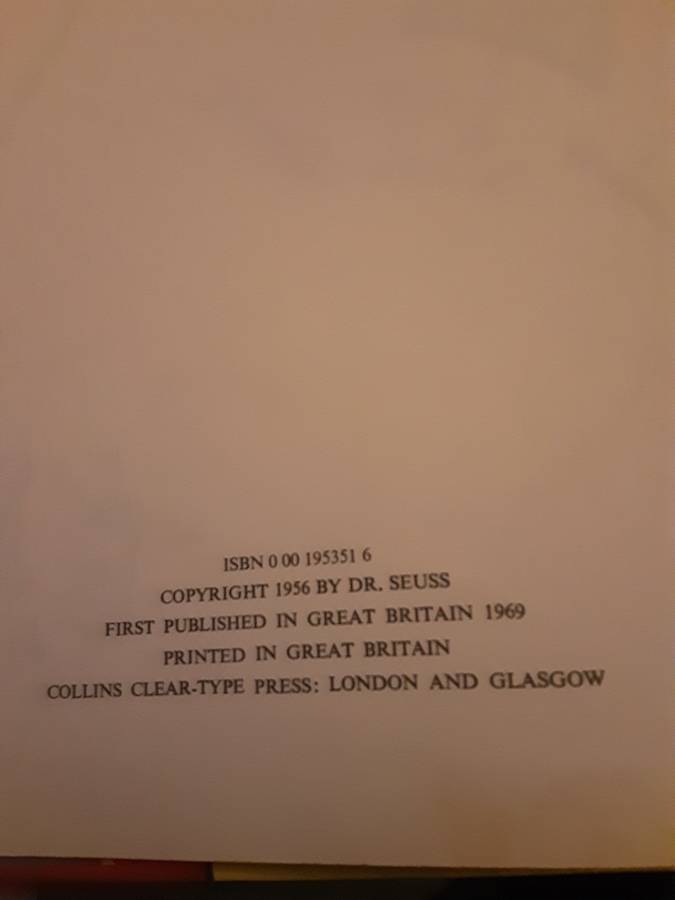 ISBN 0 00 195351 6
COPYRIGHT 1956 BY DR. SEUSS
FIRST PUBLISHED IN GREAT BRITAIN 1969
PRINTED IN GREAT BRITAIN
COLLINS CLEAR-TYPE PRESS: LONDON AND GLASGOW